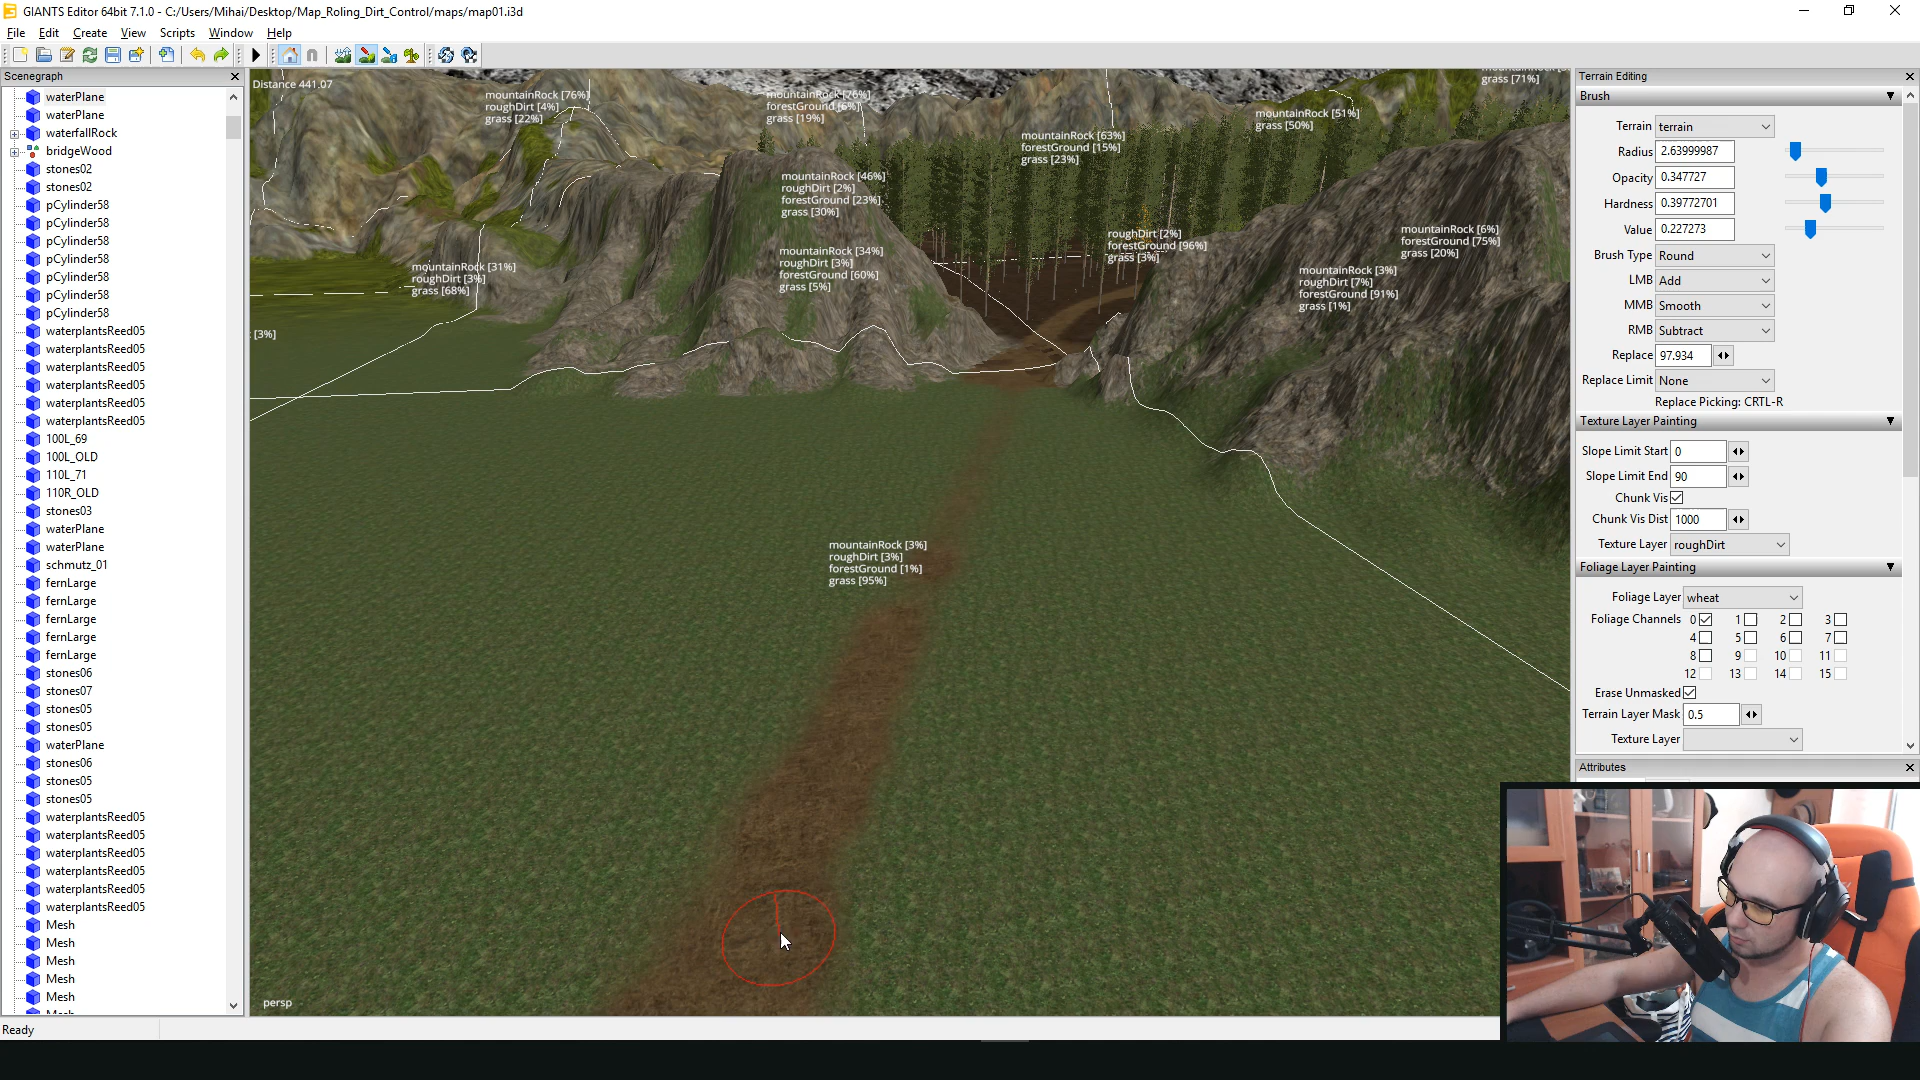 GIANTS Editor 64bit 7.1.0 - C:/Users/Mihai/Desktop/Map_Roling_Dirt_Control/maps/map01.i3d
File Edit Create View Scripts Window Help
Scenegraph
waterPlane
waterPlane
waterfallRock
bridgeWood
stones02
stones02
pCylinder58
pCylinder58
pCylinder58
pCylinder58
pCylinder58
pCylinder58
pCylinder58
waterplantsReed05
waterplantsReed05
waterplantsReed05
waterplantsReed05
waterplantsReed05
waterplantsReed05
100L_69
100L_OLD
110L_71
110R_OLD
stones03
waterPlane
waterPlane
schmutz_01
fernLarge
fernLarge
fernLarge
fernLarge
fernLarge
stones06
stones07
stones05
stones05
waterPlane
stones06
stones05
stones05
waterplantsReed05
waterplantsReed05
waterplantsReed05
waterplantsReed05
waterplantsReed05
waterplantsReed05
Mesh
Mesh
Mesh
Mesh
Mesh
Ready
Distance 441.07
mountainRock [76%]
roughDirt [4%]
grass [22%]
mountainRock [76%]
forestGround [6%]
grass [19%]
mountainRock [63%]
forestGround [15%]
grass [23%]
mountainRock [51%]
grass [50%]
grass [71%]
mountainRock [46%]
roughDirt [2%]
forestGround [23%]
grass [30%]
mountainRock [34%]
roughDirt [3%]
forestGround [60%]
grass [5%]
mountainRock [31%]
roughDirt [3%]
grass [68%]
[3%]
roughDirt [2%]
forestGround [96%]
grass [3%]
mountainRock [6%]
forestGround [75%]
grass [20%]
mountainRock [3%]
roughDirt [7%]
forestGround [91%]
grass [1%]
mountainRock [3%]
roughDirt [3%]
forestGround [1%]
grass [95%]
persp
Terrain Editing
Brush
Terrain terrain
Radius 2.63999987
Opacity 0.347727
Hardness 0.39772701
Value 0.227273
Brush Type Round
LMB Add
MMB Smooth
RMB Subtract
Replace 97.934
Replace Limit None
Replace Picking: CRTL-R
Texture Layer Painting
Slope Limit Start 0
Slope Limit End 90
Chunk Vis
Chunk Vis Dist 1000
Texture Layer roughDirt
Foliage Layer Painting
Foliage Layer wheat
Foliage Channels 0 1 2 3
4 5 6 7
8 9 10 11
12 13 14 15
Erase Unmasked
Terrain Layer Mask 0.5
Texture Layer
Attributes